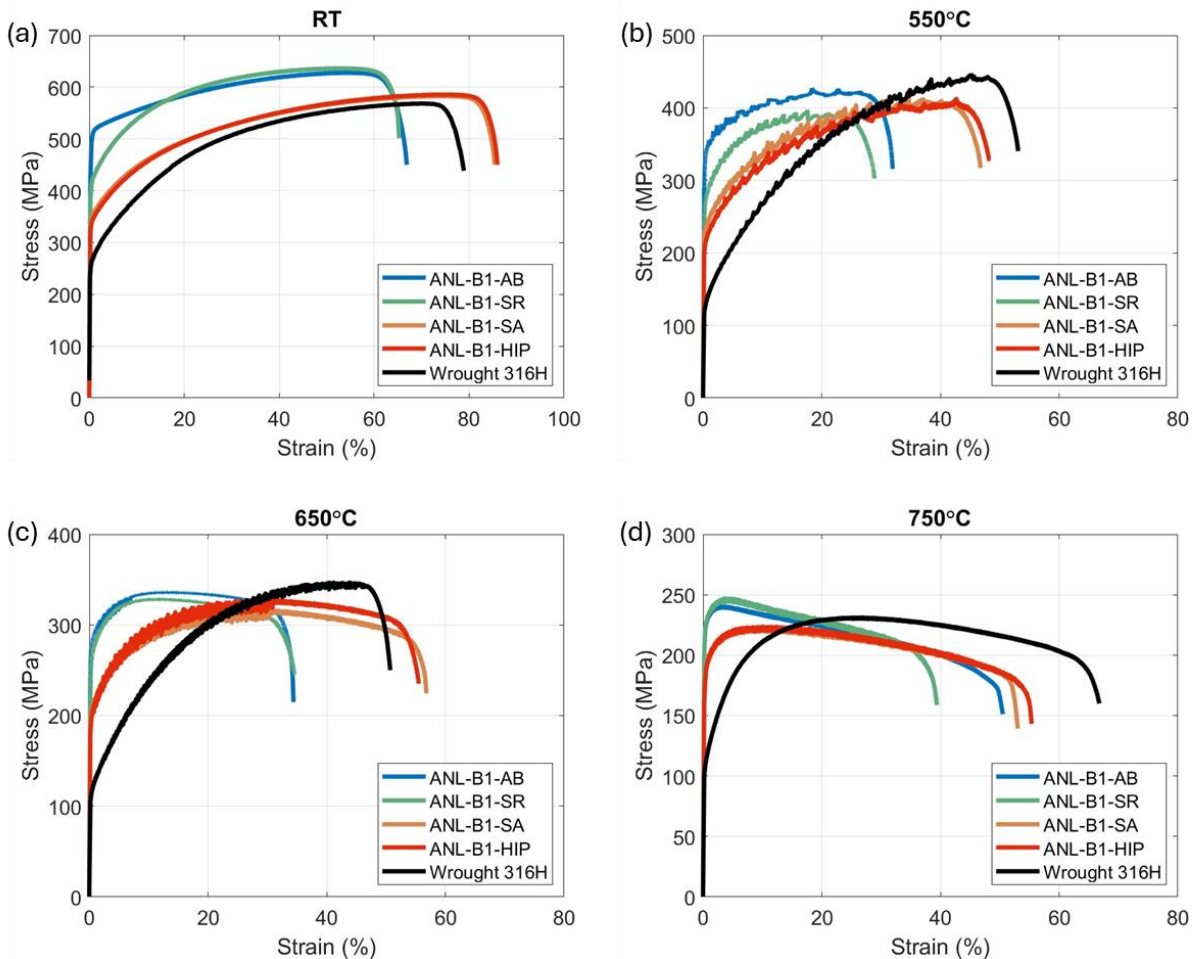 (a)
RT
Stress (MPa)
700
600
500
400
300
200
100
0
0 20 40 60 80 100
Strain (%)
ANL-B1-AB
ANL-B1-SR
ANL-B1-SA
ANL-B1-HIP
Wrought 316H
(b)
550°C
Stress (MPa)
500
400
300
200
100
0
0 20 40 60 80
Strain (%)
ANL-B1-AB
ANL-B1-SR
ANL-B1-SA
ANL-B1-HIP
Wrought 316H
(c)
650°C
Stress (MPa)
400
300
200
100
0
0 20 40 60 80
Strain (%)
ANL-B1-AB
ANL-B1-SR
ANL-B1-SA
ANL-B1-HIP
Wrought 316H
(d)
750°C
Stress (MPa)
300
250
200
150
100
50
0
0 20 40 60 80
Strain (%)
ANL-B1-AB
ANL-B1-SR
ANL-B1-SA
ANL-B1-HIP
Wrought 316H